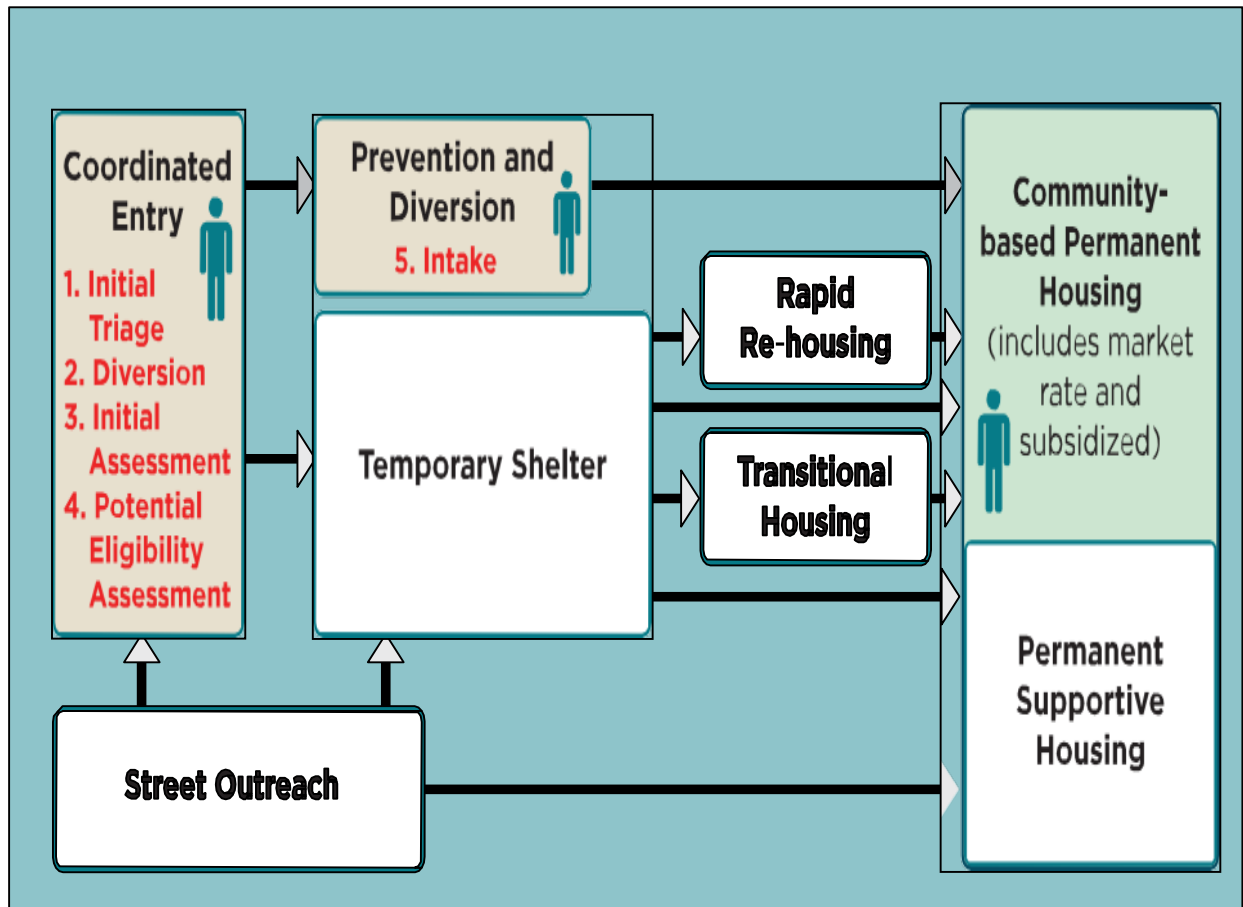 Coordinated
Entry
1. Initial
Triage
2. Diversion
3. Initial
Assessment
4. Potential
Eligibility
Assessment
Prevention and
Diversion
5. Intake
Temporary Shelter
Rapid
Re-housing
Transitional
Housing
Community-
based Permanent
Housing
(includes market
rate and
subsidized)
Permanent
Supportive
Housing
Street Outreach